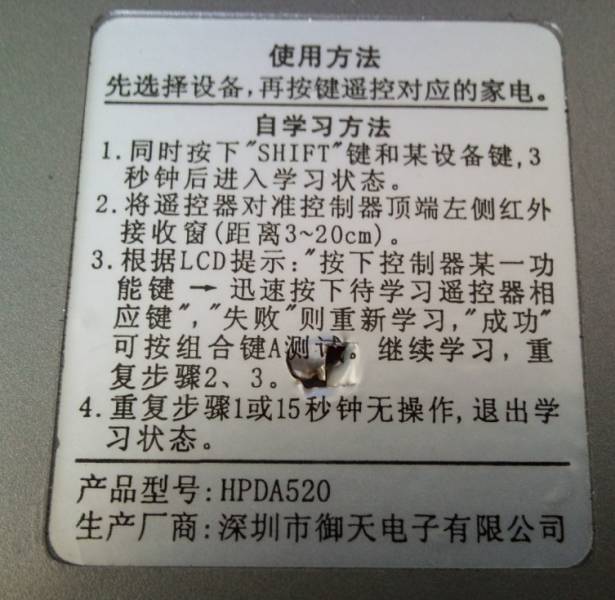 使用方法
先选择设备,再按键遥控对应的家电。
自学习方法
1.同时按下"SHIFT"键和某设备键,3
秒钟后进入学习状态。
2.将遥控器对准控制器顶端左侧红外
接收窗(距离3~20cm)。
3.根据LCD提示:"按下控制器某一功
能键 → 迅速按下待学习遥控器相
应键","失败"则重新学习,"成功"
可按组合键A测试。继续学习,重
复步骤2、3。
4.重复步骤1或15秒钟无操作,退出学
习状态。
产品型号:HPDA520
生产厂商:深圳市御天电子有限公司